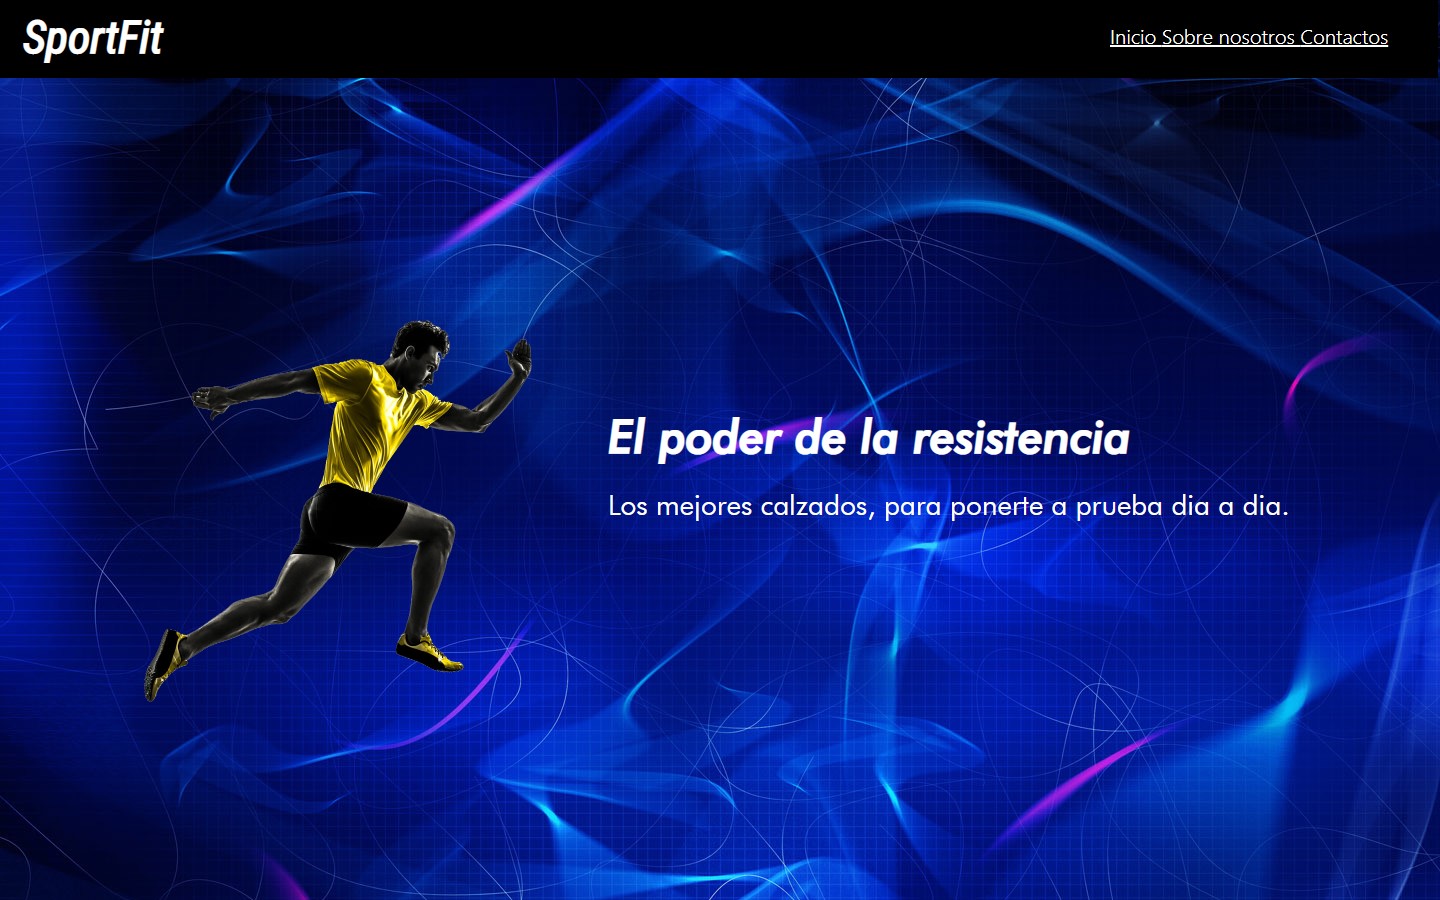 SportFit
Inicio Sobre nosotros Contactos
El poder de la resistencia
Los mejores calzados, para ponerte a prueba dia a dia.